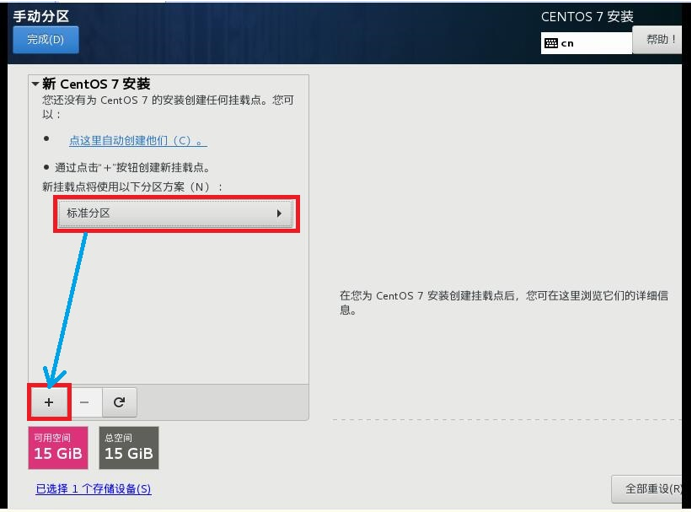 手动分区
CENTOS 7 安装
完成(D)
cn
帮助！
新 CentOS 7 安装
您还没有为 CentOS 7 的安装创建任何挂载点。您可
以：
点这里自动创建他们（C）。
通过点击"+"按钮创建新挂载点。
新挂载点将使用以下分区方案（N）：
标准分区
在您为 CentOS 7 安装创建挂载点后，您可在这里浏览它们的详细信
息。
+ −
可用空间
15 GiB
总空间
15 GiB
已选择 1 个存储设备(S)
全部重设(R)